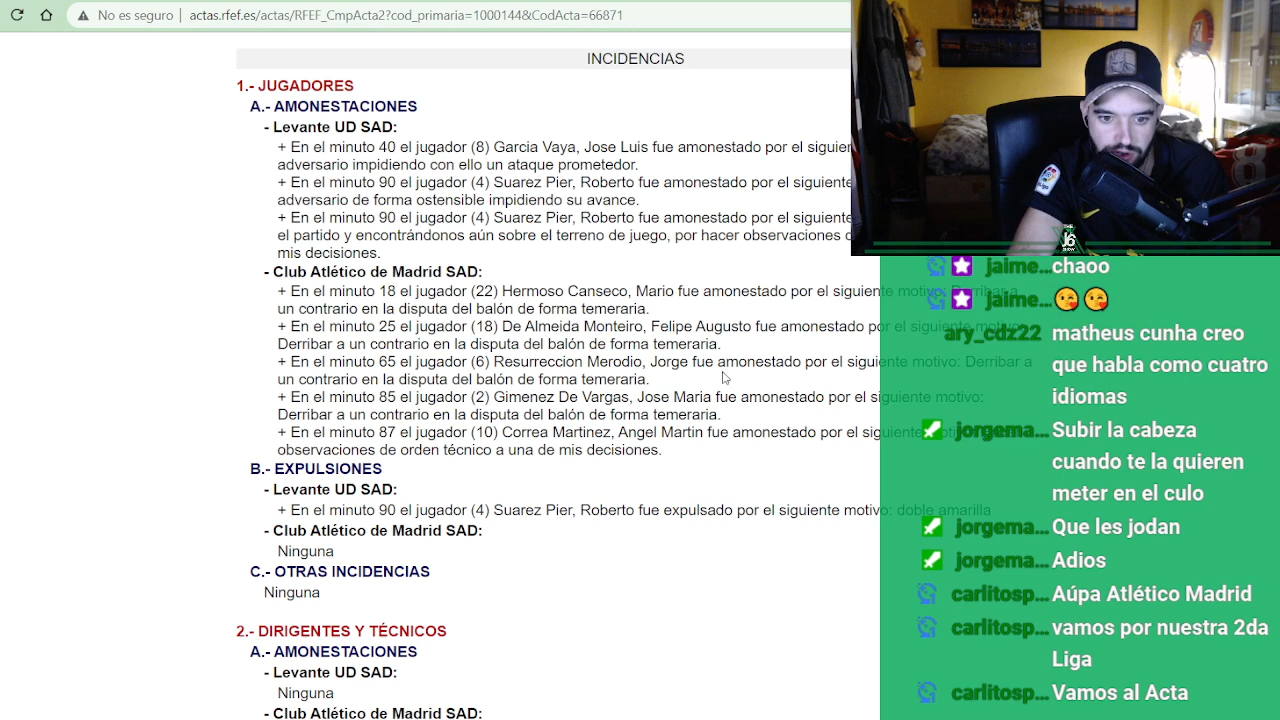 No es seguro | actas.rfef.es/actas/RFEF_CmpActa2?cod_primaria=1000144&CodActa=66871
INCIDENCIAS
1.- JUGADORES
A.- AMONESTACIONES
- Levante UD SAD:
+ En el minuto 40 el jugador (8) Garcia Vaya, Jose Luis fue amonestado por el siguien
adversario impidiendo con ello un ataque prometedor.
+ En el minuto 90 el jugador (4) Suarez Pier, Roberto fue amonestado por el siguiente
adversario de forma ostensible impidiendo su avance.
+ En el minuto 90 el jugador (4) Suarez Pier, Roberto fue amonestado por el siguiente
el partido y encontrándonos aún sobre el terreno de juego, por hacer observaciones
mis decisiones.
- Club Atlético de Madrid SAD:
+ En el minuto 18 el jugador (22) Hermoso Canseco, Mario fue amonestado por el siguiente motivo: Derribar a
un contrario en la disputa del balón de forma temeraria.
+ En el minuto 25 el jugador (18) De Almeida Monteiro, Felipe Augusto fue amonestado por el siguiente motivo:
Derribar a un contrario en la disputa del balón de forma temeraria.
+ En el minuto 65 el jugador (6) Resurreccion Merodio, Jorge fue amonestado por el siguiente motivo: Derribar a
un contrario en la disputa del balón de forma temeraria.
+ En el minuto 85 el jugador (2) Gimenez De Vargas, Jose Maria fue amonestado por el siguiente motivo:
Derribar a un contrario en la disputa del balón de forma temeraria.
+ En el minuto 87 el jugador (10) Correa Martinez, Angel Martin fue amonestado por el siguiente
observaciones de orden técnico a una de mis decisiones.
B.- EXPULSIONES
- Levante UD SAD:
+ En el minuto 90 el jugador (4) Suarez Pier, Roberto fue expulsado por el siguiente motivo: doble amarilla
- Club Atlético de Madrid SAD:
Ninguna
C.- OTRAS INCIDENCIAS
Ninguna
2.- DIRIGENTES Y TÉCNICOS
A.- AMONESTACIONES
- Levante UD SAD:
Ninguna
- Club Atlético de Madrid SAD:
J6
jaime... chaoo
jaime... 😘 😘
ary_cdz22 matheus cunha creo
que habla como cuatro
idiomas
jorgema... Subir la cabeza
cuando te la quieren
meter en el culo
jorgema... Que les jodan
jorgema... Adios
carlitosp... Aúpa Atlético Madrid
carlitosp... vamos por nuestra 2da
Liga
carlitosp... Vamos al Acta